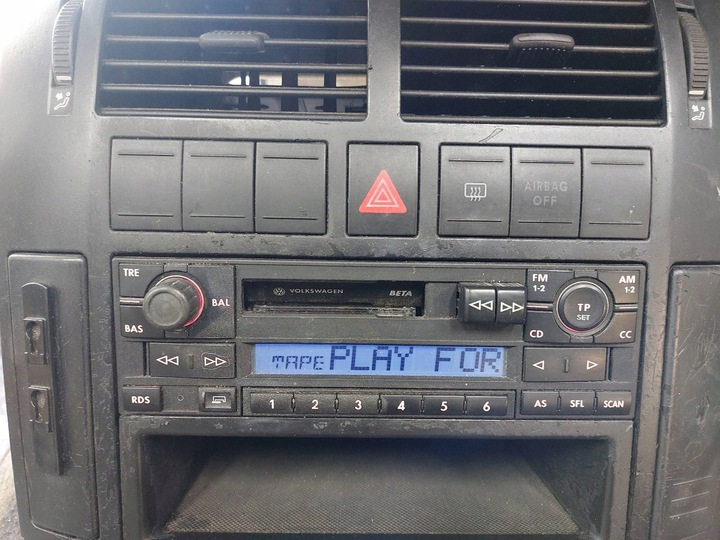 AIRBAG
OFF
TRE
BAL
BAS
VOLKSWAGEN BETA
FM
1-2
AM
1-2
TP
SET
CD
CC
PLAY FOR
RDS
1 2 3 4 5 6
AS SFL SCAN